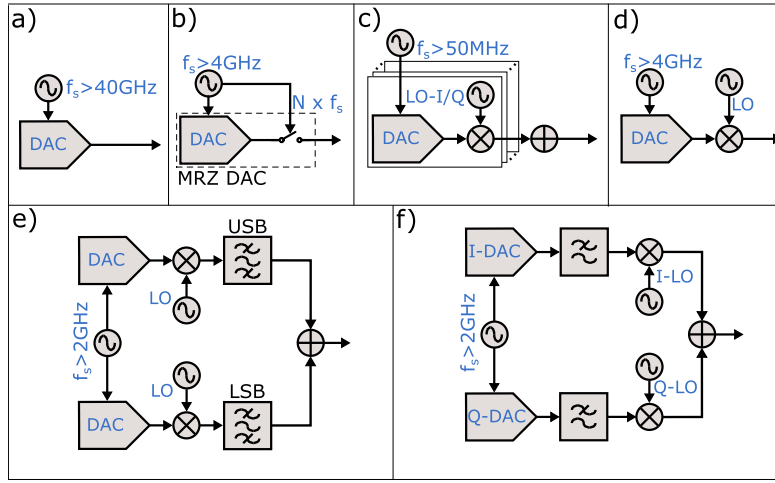 a)
fs>40GHz
DAC
b)
fs>4GHz
N x fs
DAC
MRZ DAC
c)
fs>50MHz
LO-I/Q
DAC
d)
fs>4GHz
LO
DAC
e)
USB
DAC
LO
fs>2GHz
LO
LSB
DAC
f)
I-DAC
I-LO
fs>2GHz
Q-LO
Q-DAC